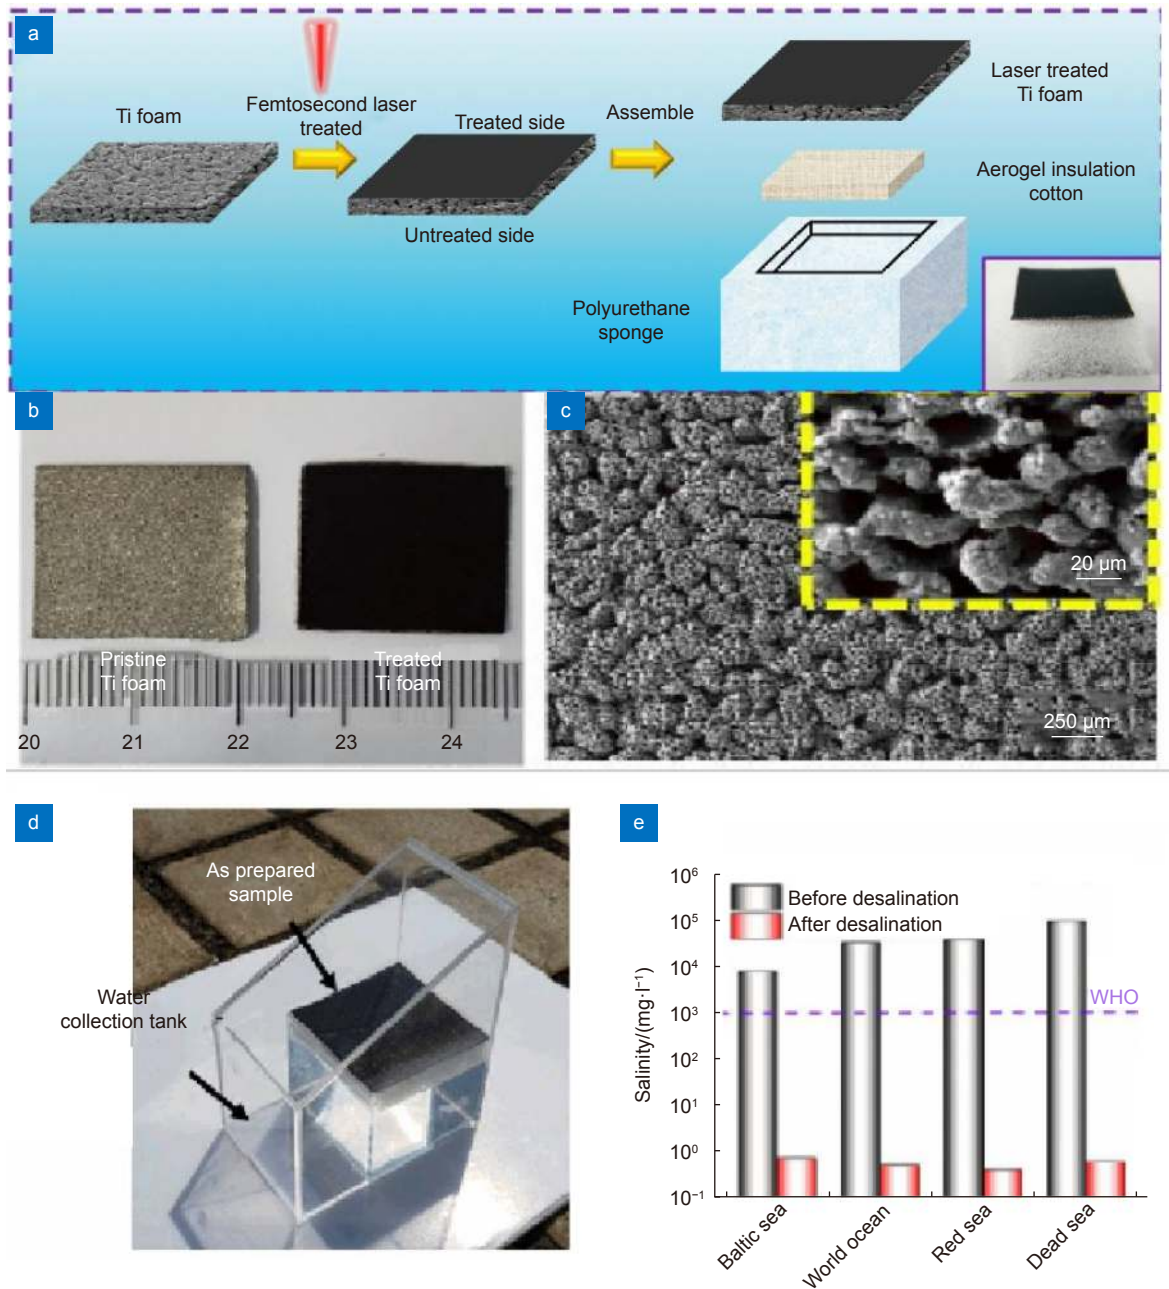 a
Ti foam
Femtosecond laser
treated
Treated side
Untreated side
Assemble
Laser treated
Ti foam
Aerogel insulation
cotton
Polyurethane
sponge
b
Pristine
Ti foam
Treated
Ti foam
20 21 22 23 24
c
20 μm
250 μm
d
As prepared
sample
Water
collection tank
e
Before desalination
After desalination
WHO
Salinity/(mg·l⁻¹)
10⁶
10⁵
10⁴
10³
10²
10¹
10⁰
10⁻¹
Baltic sea
World ocean
Red sea
Dead sea